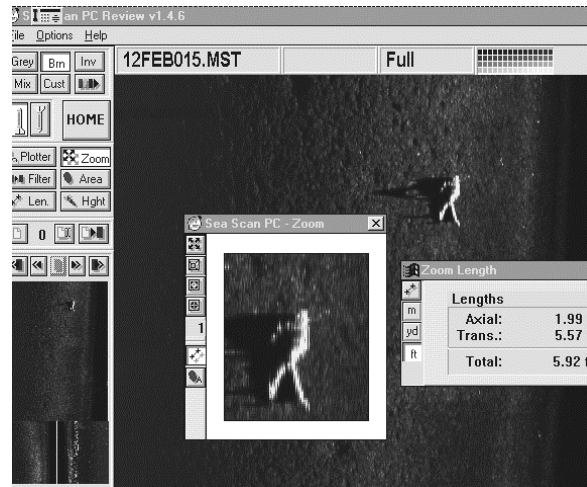 an PC Review v1.4.6
File Options Help
Grey Brn Inv
Mix Cust
12FEB015.MST
Full
HOME
Plotter Zoom
Filter Area
Len. Hght
0
Sea Scan PC - Zoom
1
Zoom Length
m
yd
ft
Lengths
Axial: 1.99
Trans.: 5.57
Total: 5.92